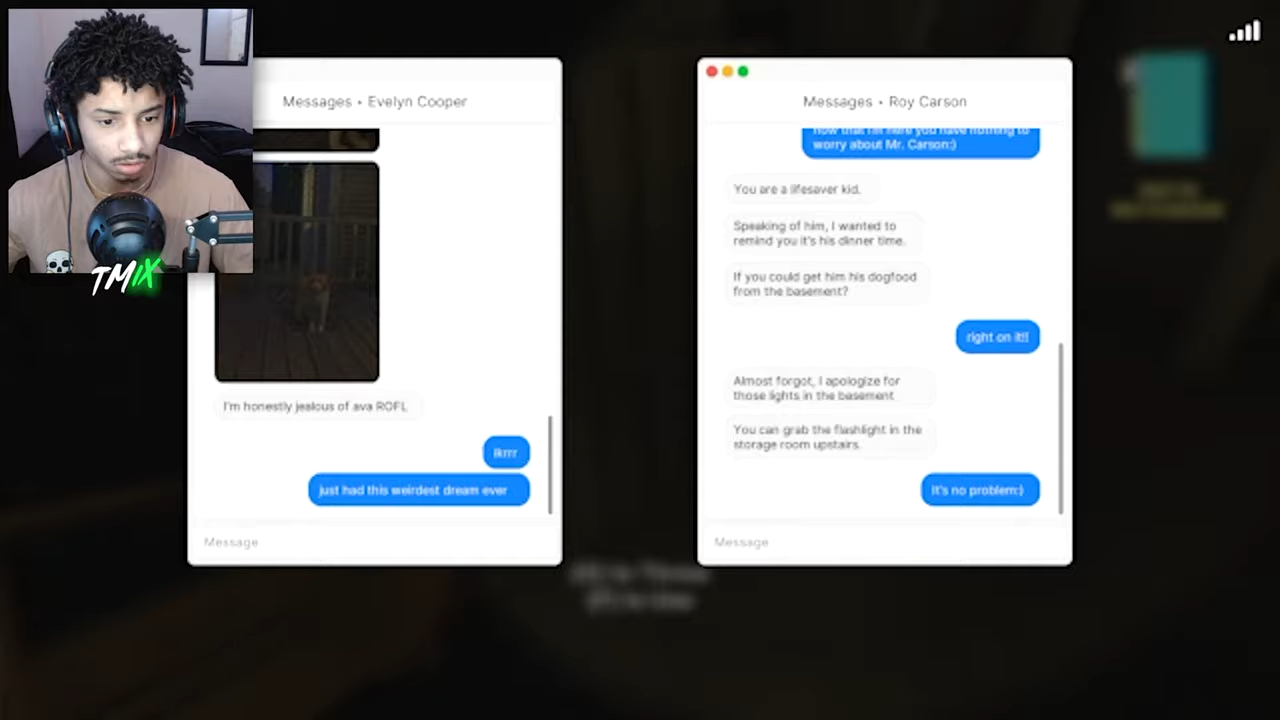 Messages • Evelyn Cooper
I'm honestly jealous of ava ROFL
ikrrr
just had this weirdest dream ever
Message
Messages • Roy Carson
now that I'm here you have nothing to
worry about Mr. Carson:)
You are a lifesaver kid.
Speaking of him, I wanted to
remind you it's his dinner time.
If you could get him his dogfood
from the basement?
right on it!!
Almost forgot, I apologize for
those lights in the basement
You can grab the flashlight in the
storage room upstairs.
It's no problem:)
Message
TMIX